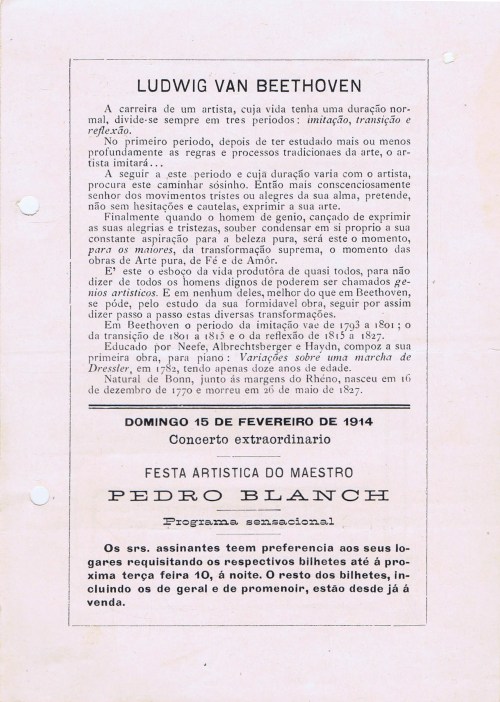 LUDWIG VAN BEETHOVEN
A carreira de um artista, cuja vida tenha uma duração nor-
mal, divide-se sempre em tres periodos: imitação, transição e
reflexão.
No primeiro periodo, depois de ter estudado mais ou menos
profundamente as regras e processos tradicionaes da arte, o ar-
tista imitará...
A seguir a este periodo e cuja duração varia com o artista,
procura este caminhar sósinho. Então mais conscenciosamente
senhor dos movimentos tristes ou alegres da sua alma, pretende,
não sem hesitações e cautelas, exprimir a sua arte.
Finalmente quando o homem de genio, cançado de exprimir
as suas alegrias e tristezas, souber condensar em si proprio a sua
constante aspiração para a beleza pura, será este o momento,
para os maiores, da transformação suprema, o momento das
obras de Arte pura, de Fé e de Amôr.
E' este o esboço da vida produtôra de quasi todos, para não
dizer de todos os homens dignos de poderem ser chamados ge-
nios artisticos. E em nenhum deles, melhor do que em Beethoven,
se póde, pelo estudo da sua formidavel obra, seguir por assim
dizer passo a passo estas diversas transformações.
Em Beethoven o periodo da imitação vae de 1793 a 1801; o
da transição de 1801 a 1815 e o da reflexão de 1815 a 1827.
Educado por Neefe, Albrechtsberger e Haydn, compoz a sua
primeira obra, para piano: Variações sobre uma marcha de
Dressler, em 1782, tendo apenas doze anos de edade.
Natural de Bonn, junto ás margens do Rhéno, nasceu em 16
de dezembro de 1770 e morreu em 26 de maio de 1827.
DOMINGO 15 DE FEVEREIRO DE 1914
Concerto extraordinario
FESTA ARTISTICA DO MAESTRO
PEDRO BLANCH
Programa sensacional
Os srs. assinantes teem preferencia aos seus lo-
gares requisitando os respectivos bilhetes até á pro-
xima terça feira 10, á noite. O resto dos bilhetes, in-
cluindo os de geral e de promenoir, estão desde já á
venda.